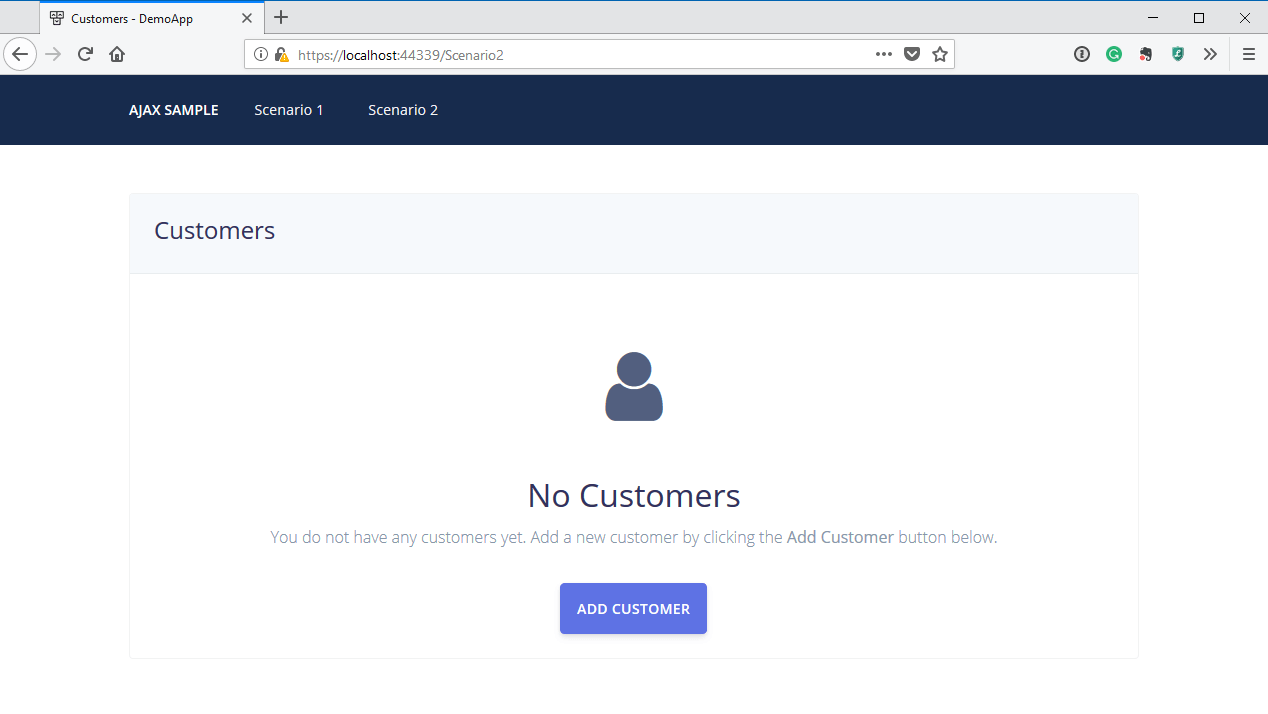 Customers - DemoApp
https://localhost:44339/Scenario2
AJAX SAMPLE Scenario 1 Scenario 2
Customers
No Customers
You do not have any customers yet. Add a new customer by clicking the Add Customer button below.
ADD CUSTOMER